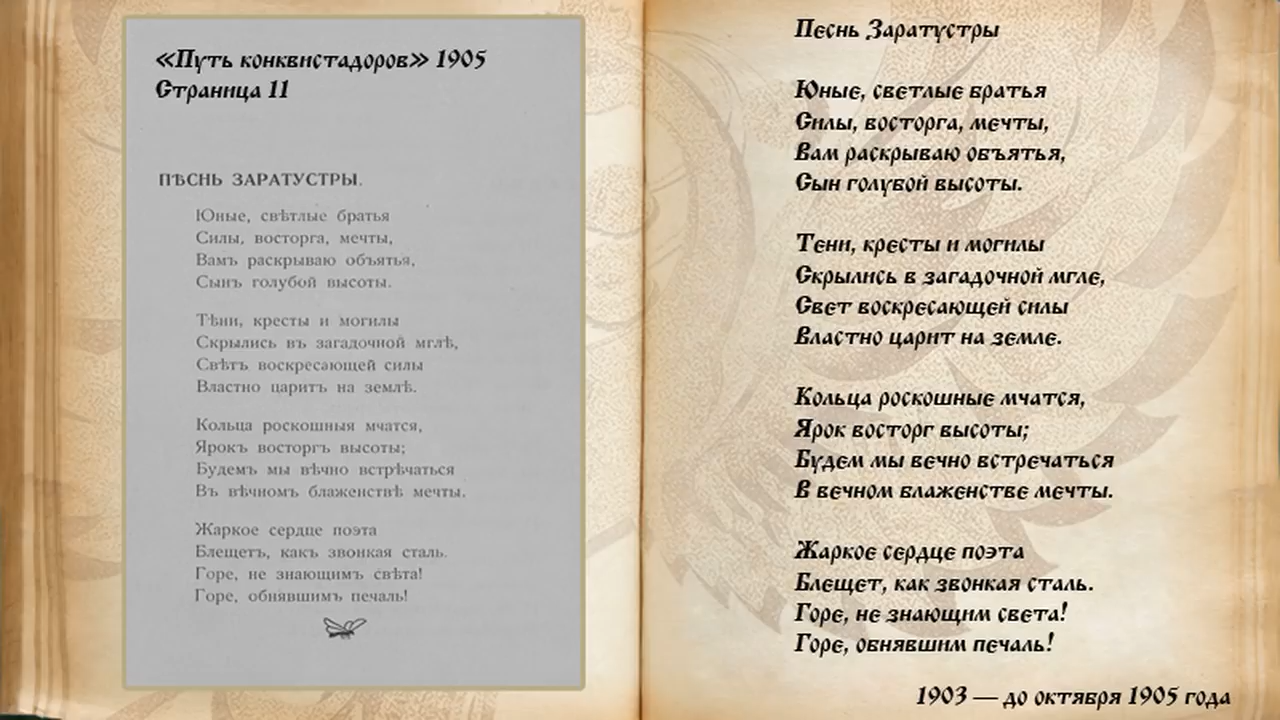 «Путь конквистадоров» 1905
Страница 11
ПѢСНЬ ЗАРАТУСТРЫ.
Юные, свѣтлые братья
Силы, восторга, мечты,
Вамъ раскрываю объятья,
Сынъ голубой высоты.
Тѣни, кресты и могилы
Скрылись въ загадочной мглѣ,
Свѣтъ воскресающей силы
Властно царитъ на землѣ.
Кольца роскошныя мчатся,
Ярокъ восторгъ высоты;
Будемъ мы вѣчно встрѣчаться
Въ вѣчномъ блаженствѣ мечты.
Жаркое сердце поэта
Блещетъ, какъ звонкая сталь.
Горе, не знающимъ свѣта!
Горе, обнявшимъ печаль!
Песнь Заратустры
Юные, светлые братья
Силы, восторга, мечты,
Вам раскрываю объятья,
Сын голубой высоты.
Тени, кресты и могилы
Скрылись в загадочной мгле,
Свет воскресающей силы
Властно царит на земле.
Кольца роскошные мчатся,
Ярок восторг высоты;
Будем мы вечно встречаться
В вечном блаженстве мечты.
Жаркое сердце поэта
Блещет, как звонкая сталь.
Горе, не знающим света!
Горе, обнявшим печаль!
1903 — до октября 1905 года